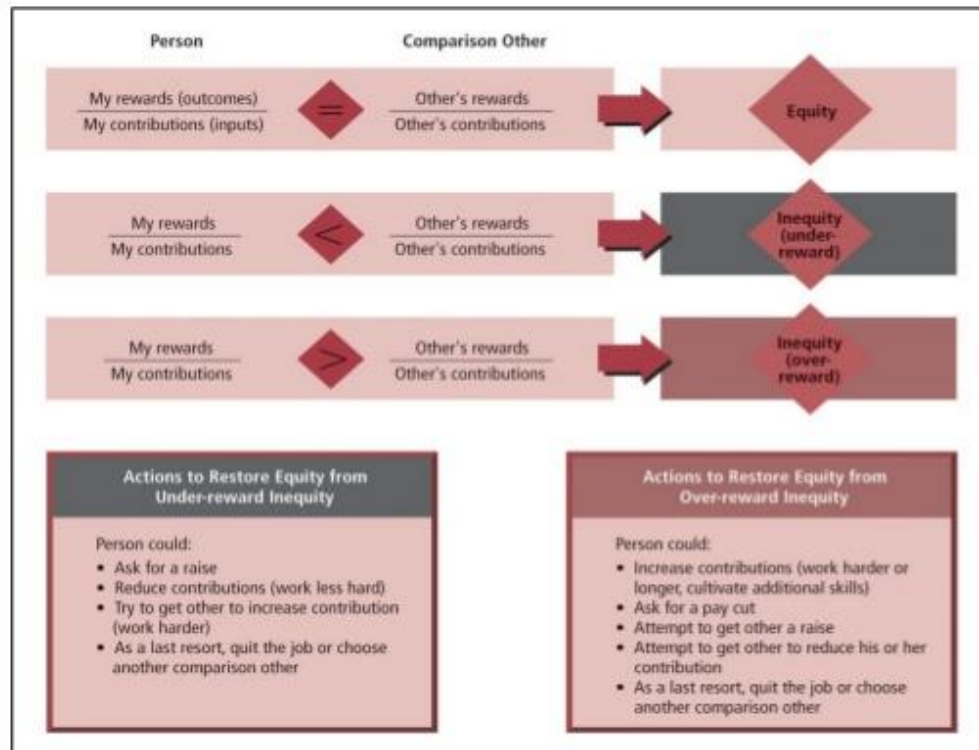 Person
Comparison Other
My rewards (outcomes)
My contributions (inputs)
=
Other's rewards
Other's contributions
Equity
My rewards
My contributions
<
Other's rewards
Other's contributions
Inequity
(under-
reward)
My rewards
My contributions
>
Other's rewards
Other's contributions
Inequity
(over-
reward)
Actions to Restore Equity from
Under-reward Inequity
Person could:
• Ask for a raise
• Reduce contributions (work less hard)
• Try to get other to increase contribution
(work harder)
• As a last resort, quit the job or choose
another comparison other
Actions to Restore Equity from
Over-reward Inequity
Person could:
• Increase contributions (work harder or
longer, cultivate additional skills)
• Ask for a pay cut
• Attempt to get other a raise
• Attempt to get other to reduce his or her
contribution
• As a last resort, quit the job or choose
another comparison other